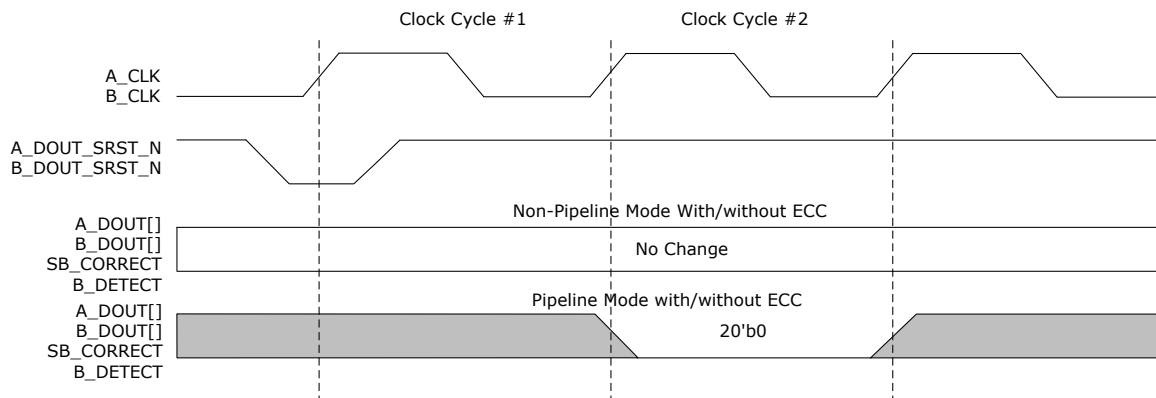 Clock Cycle #1
Clock Cycle #2
A_CLK
B_CLK
A_DOUT_SRST_N
B_DOUT_SRST_N
Non-Pipeline Mode With/without ECC
A_DOUT[]
B_DOUT[]
SB_CORRECT
B_DETECT
No Change
Pipeline Mode with/without ECC
A_DOUT[]
B_DOUT[]
SB_CORRECT
B_DETECT
20'b0